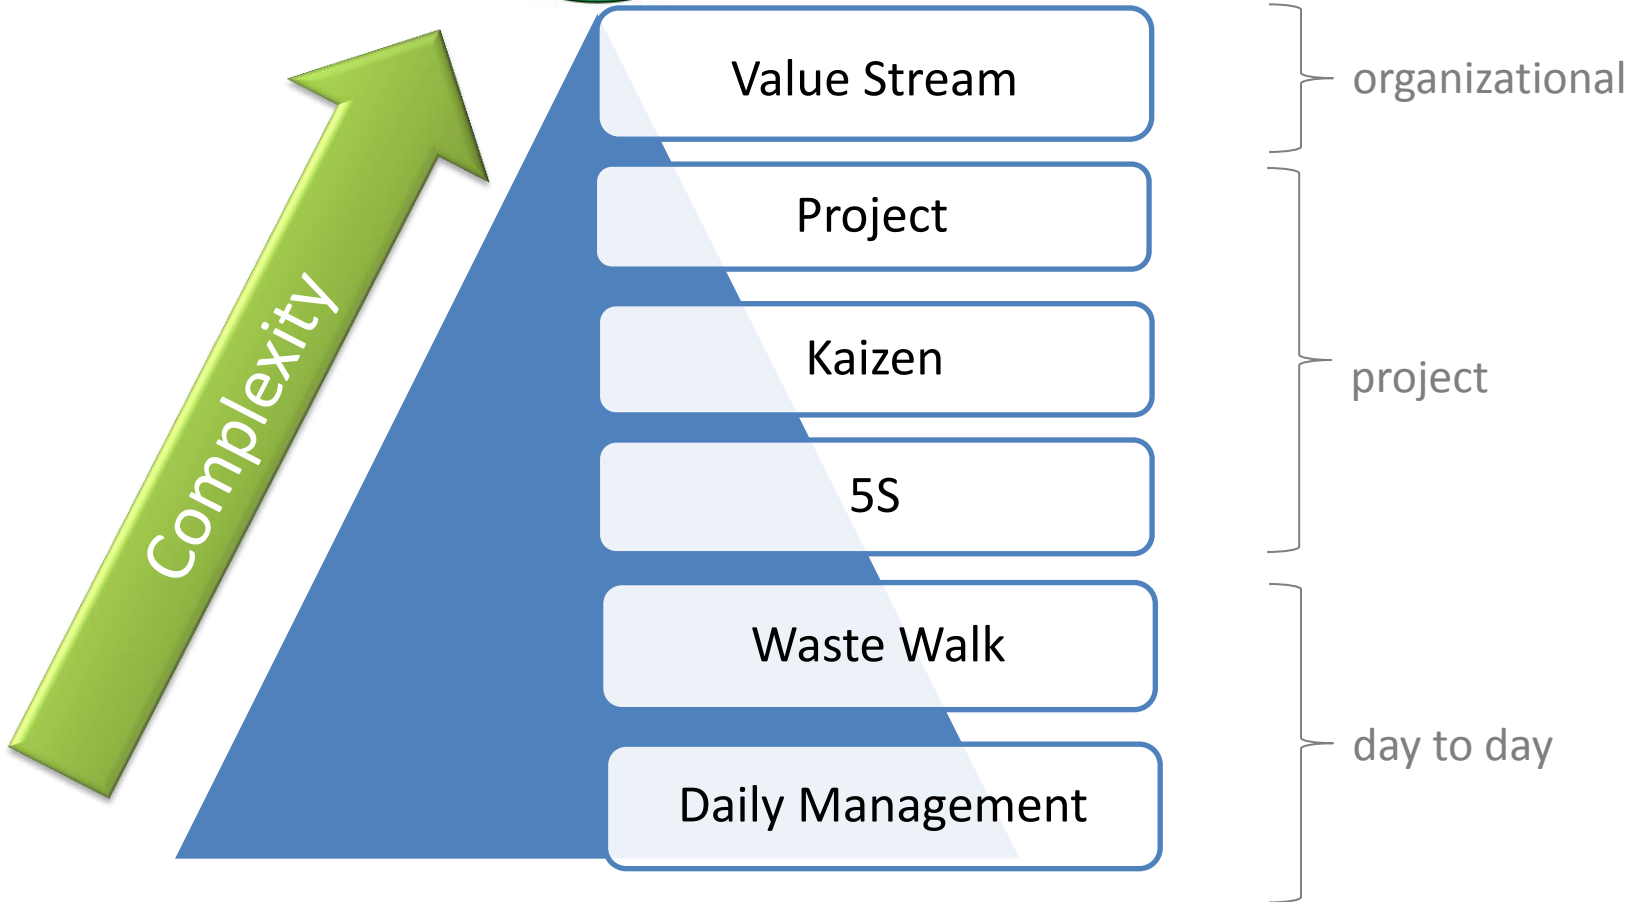 Value Stream
organizational
Project
Kaizen
project
5S
Complexity
Waste Walk
day to day
Daily Management